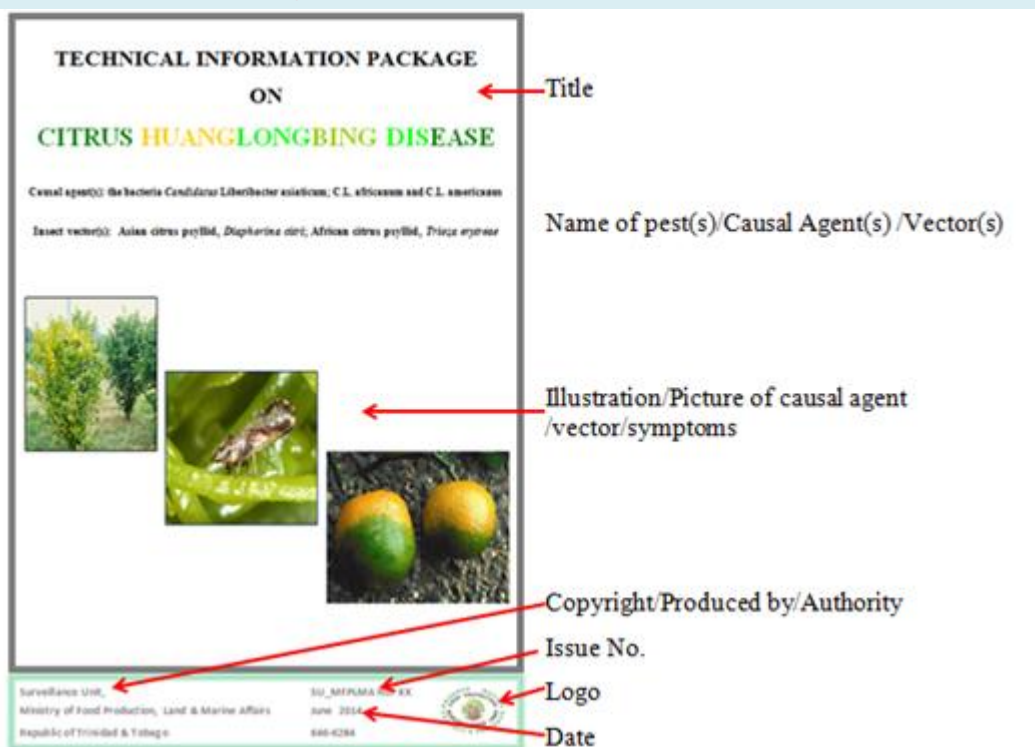 TECHNICAL INFORMATION PACKAGE
ON
CITRUS HUANGLONGBING DISEASE
Causal agent(s): the bacteria Candidatus Liberibacter asiaticum; C.L. africanum and C.L. americanum
Insect vector(s): Asian citrus psyllid, Diaphorina citri; African citrus psyllid, Trioza erytreae
Title
Name of pest(s)/Causal Agent(s) /Vector(s)
Illustration/Picture of causal agent
/vector/symptoms
Copyright/Produced by/Authority
Issue No.
Logo
Date
Surveillance Unit,
Ministry of Food Production, Land & Marine Affairs
Republic of Trinidad & Tobago
June 2014
646-6284